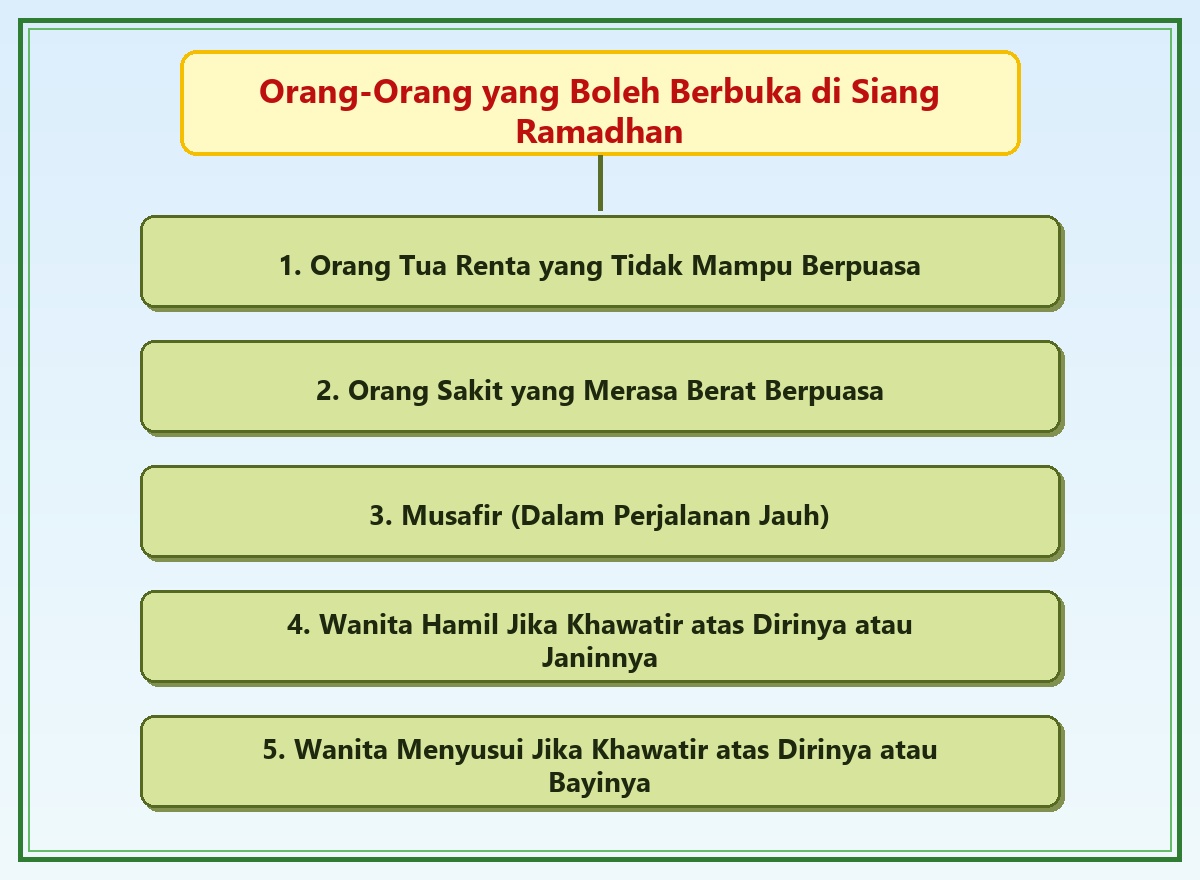 Orang-Orang yang Boleh Berbuka di Siang
Ramadhan
1. Orang Tua Renta yang Tidak Mampu Berpuasa
2. Orang Sakit yang Merasa Berat Berpuasa
3. Musafir (Dalam Perjalanan Jauh)
4. Wanita Hamil Jika Khawatir atas Dirinya atau
Janinnya
5. Wanita Menyusui Jika Khawatir atas Dirinya atau
Bayinya